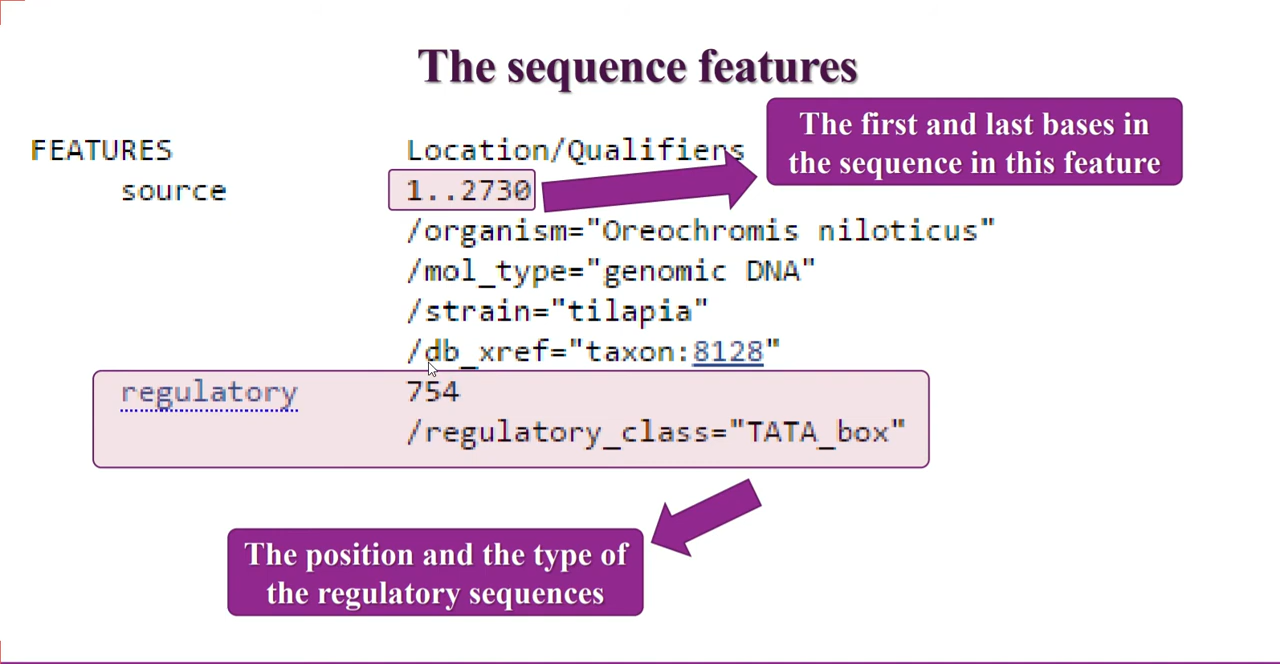 The sequence features
The first and last bases in
the sequence in this feature
FEATURES Location/Qualifiers
source 1..2730
/organism="Oreochromis niloticus"
/mol_type="genomic DNA"
/strain="tilapia"
/db_xref="taxon:8128"
regulatory 754
/regulatory_class="TATA_box"
The position and the type of
the regulatory sequences